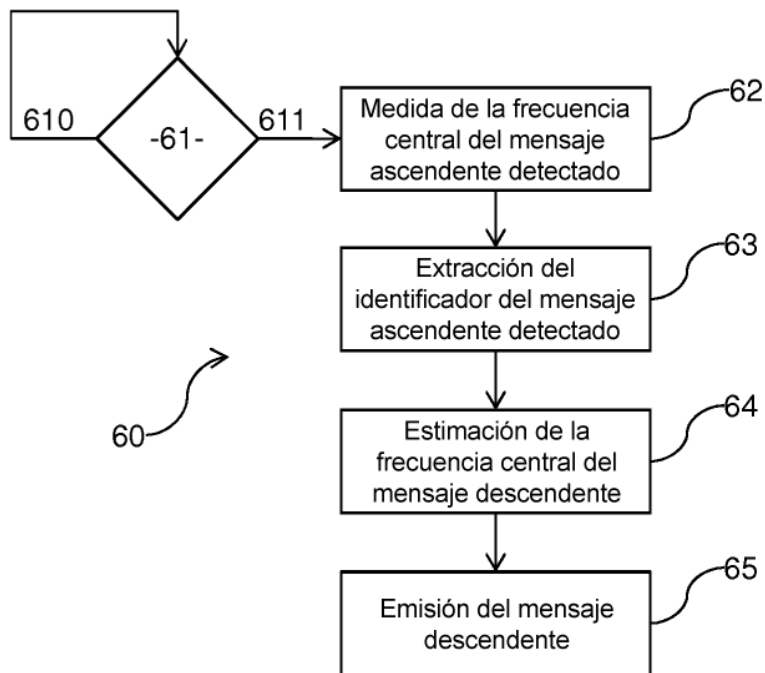 610
-61-
611
Medida de la frecuencia
central del mensaje
ascendente detectado
62
Extracción del
identificador del mensaje
ascendente detectado
63
60
Estimación de la
frecuencia central del
mensaje descendente
64
Emisión del mensaje
descendente
65